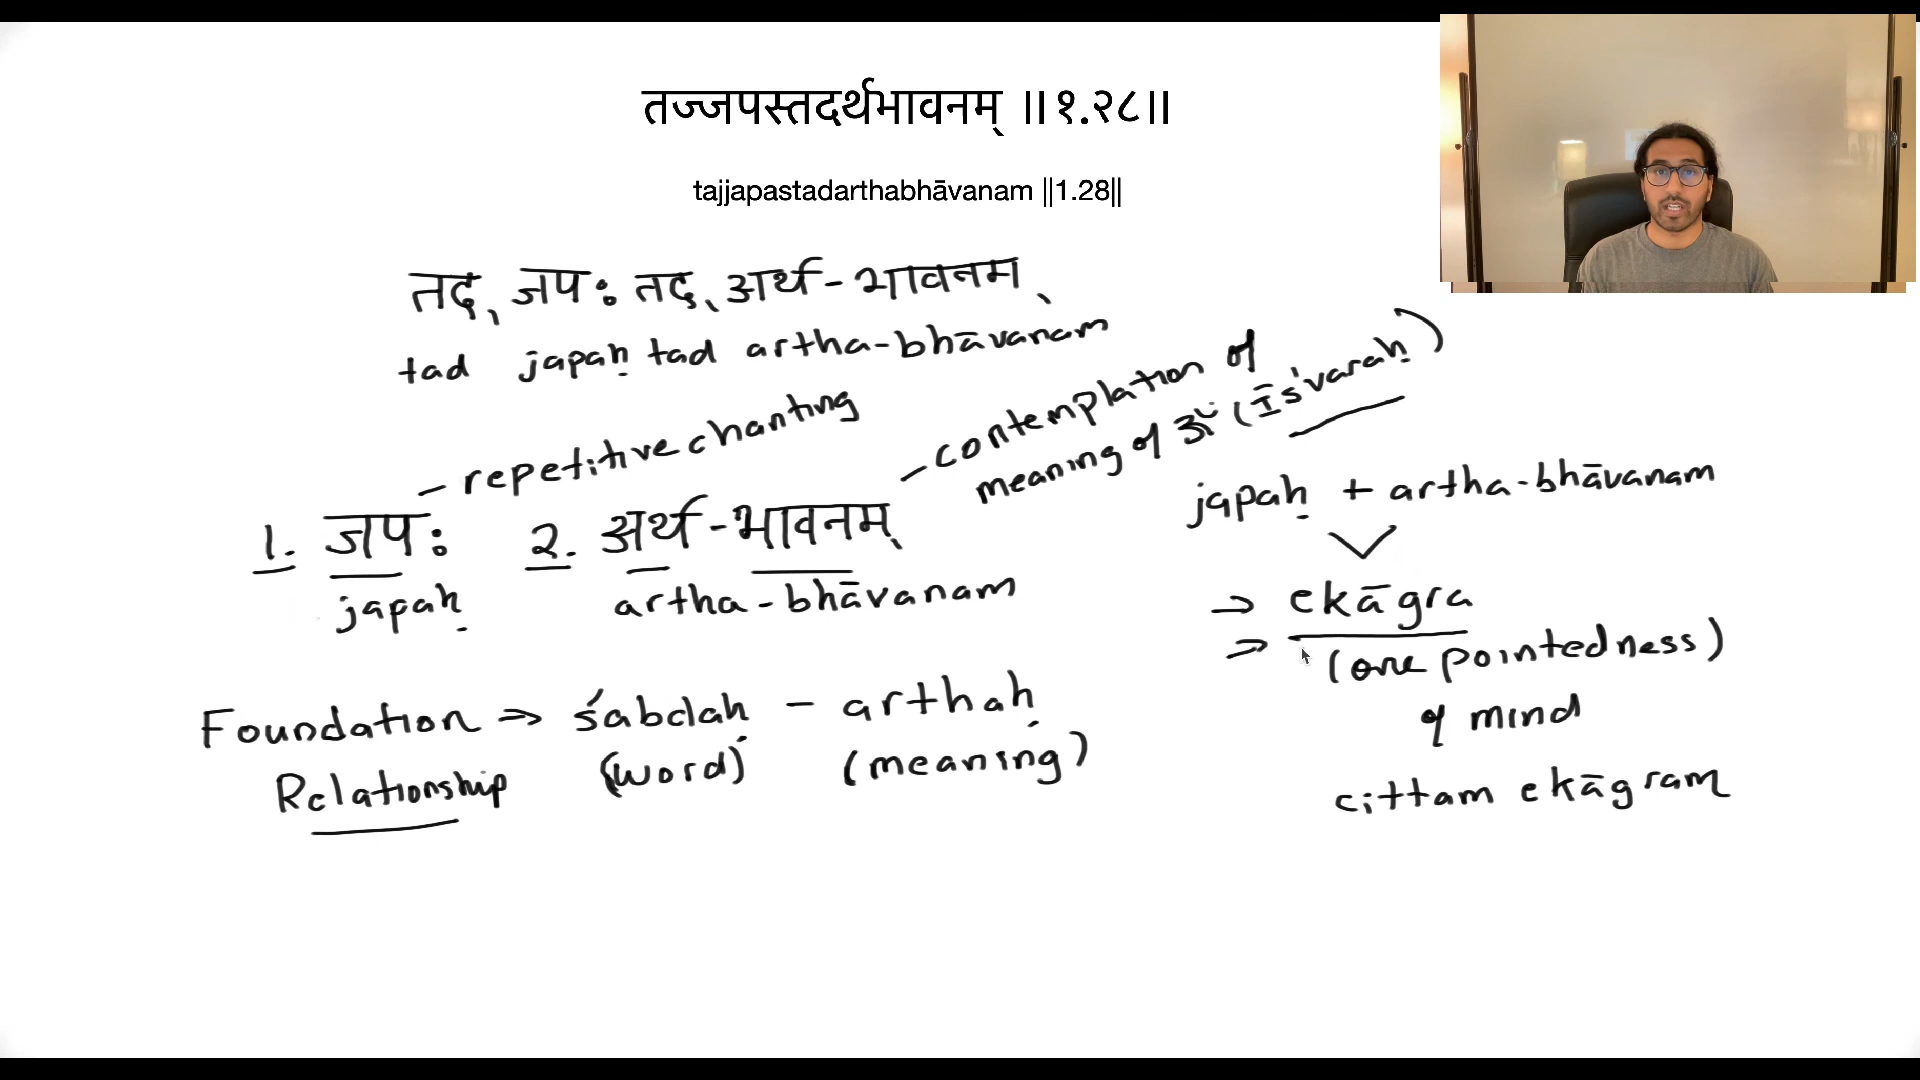 तज्जपस्तदर्थभावनम् ॥१.२८॥
tajjapastadarthabhāvanam ||1.28||
तद् जपः तद् अर्थ-भावनम्
tad japaḥ tad artha-bhāvanam
- repetitive chanting
- contemplation of
meaning of ॐ (Īśvaraḥ)
1. जपः 2. अर्थ-भावनम्
japaḥ artha-bhāvanam
japaḥ + artha-bhāvanam
⇒ ekāgra
⇒ (one pointedness)
of mind
cittam ekāgram
Foundation ⇒ śabdaḥ - arthaḥ
Relationship (word) (meaning)